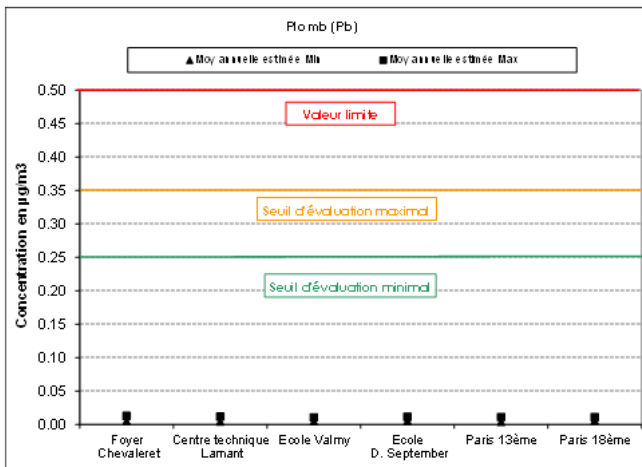 Plomb (Pb)
Moy annuelle estimée Min
Moy annuelle estimée Max
Concentration en µg/m3
0.50
0.45
0.40
0.35
0.30
0.25
0.20
0.15
0.10
0.05
0.00
Valeur limite
Seuil d'évaluation maximal
Seuil d'évaluation minimal
Foyer
Chevaleret
Centre technique
Lamant
Ecole Valmy
Ecole
D. September
Paris 13ème
Paris 18ème